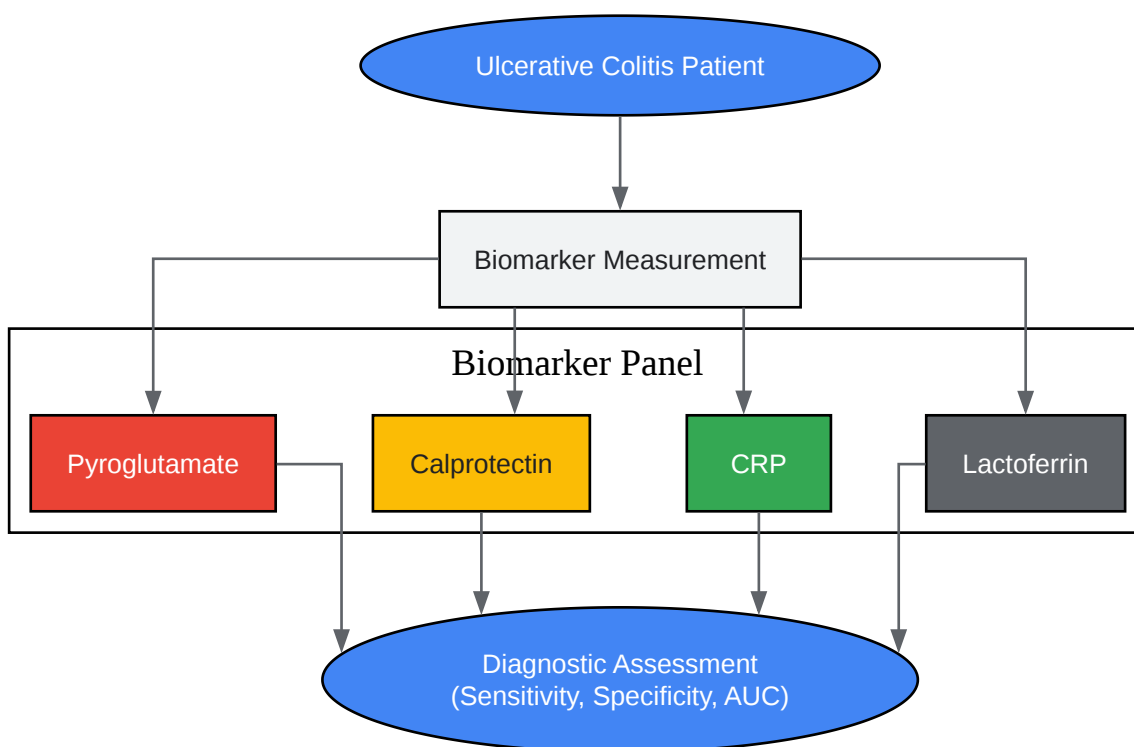 Ulcerative Colitis Patient
Biomarker Measurement
Biomarker Panel
Pyroglutamate
Calprotectin
CRP
Lactoferrin
Diagnostic Assessment
(Sensitivity, Specificity, AUC)